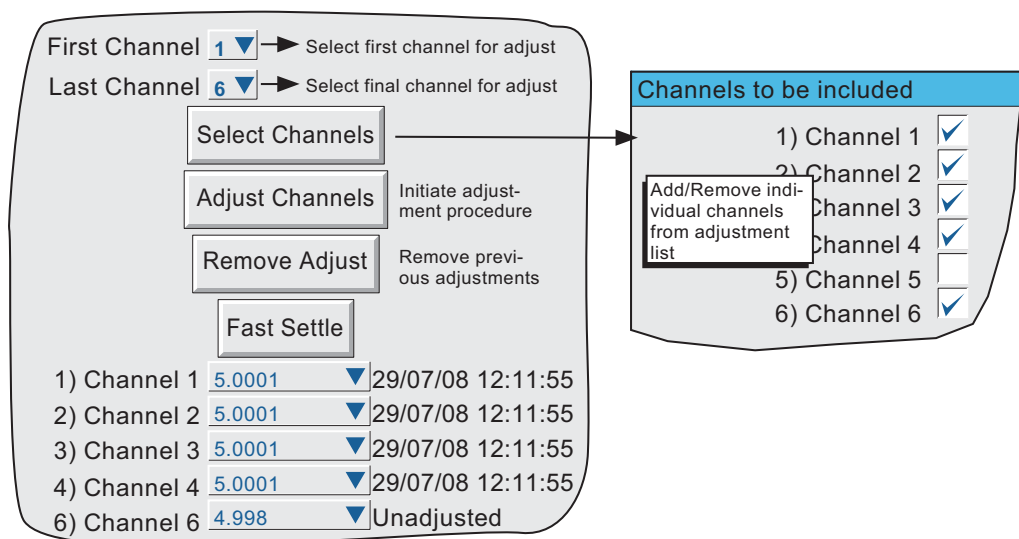 First Channel 1 Select first channel for adjust
Last Channel 6 Select final channel for adjust
Select Channels
Adjust Channels
Initiate adjust-
ment procedure
Remove Adjust
Remove previ-
ous adjustments
Fast Settle
1) Channel 1 5.0001 29/07/08 12:11:55
2) Channel 2 5.0001 29/07/08 12:11:55
3) Channel 3 5.0001 29/07/08 12:11:55
4) Channel 4 5.0001 29/07/08 12:11:55
6) Channel 6 4.998 Unadjusted
Channels to be included
1) Channel 1
2) Channel 2
Channel 3
Channel 4
5) Channel 5
6) Channel 6
Add/Remove indi-
vidual channels
from adjustment
list